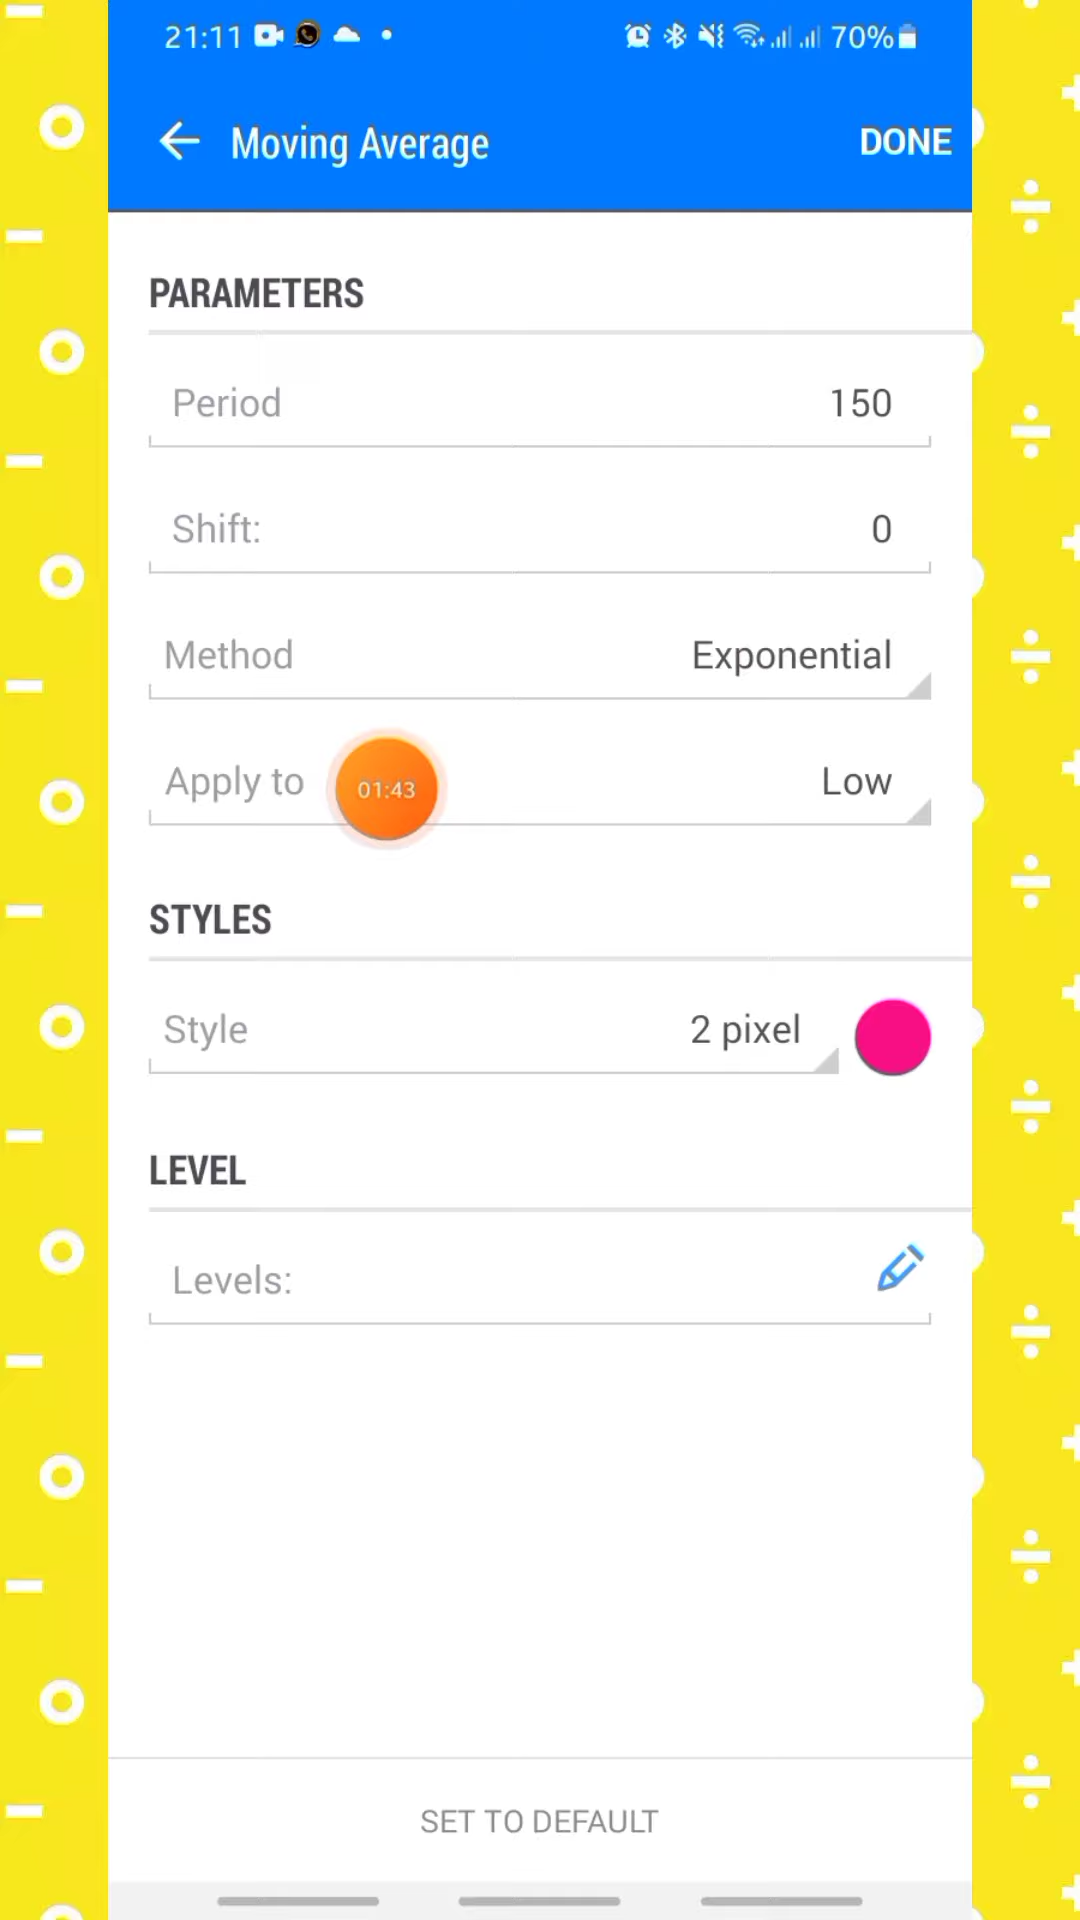 21:11 70%
Moving Average DONE
PARAMETERS
Period 150
Shift: 0
Method Exponential
Apply to 01:43 Low
STYLES
Style 2 pixel
LEVEL
Levels:
SET TO DEFAULT